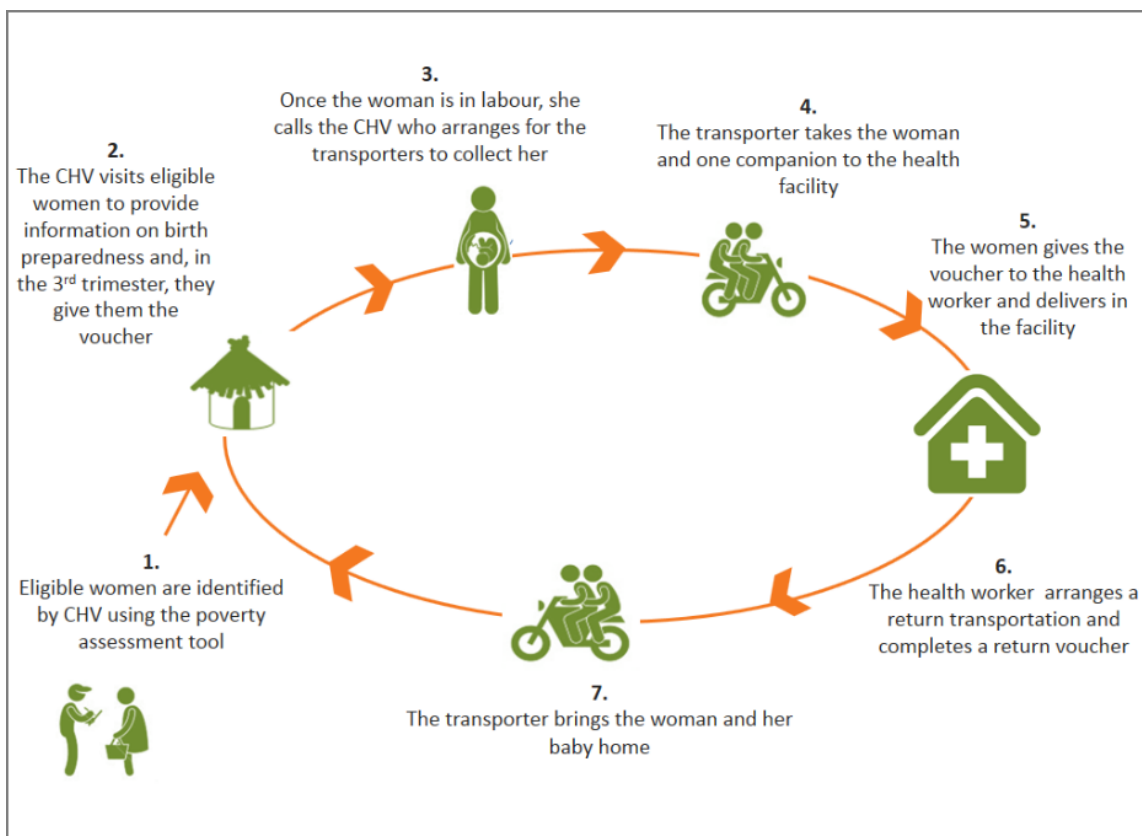 1.
Eligible women are identified
by CHV using the poverty
assessment tool
2.
The CHV visits eligible
women to provide
information on birth
preparedness and, in
the 3rd trimester, they
give them the
voucher
3.
Once the woman is in labour, she
calls the CHV who arranges for the
transporters to collect her
4.
The transporter takes the woman
and one companion to the health
facility
5.
The women gives the
voucher to the health
worker and delivers in
the facility
6.
The health worker arranges a
return transportation and
completes a return voucher
7.
The transporter brings the woman and her
baby home